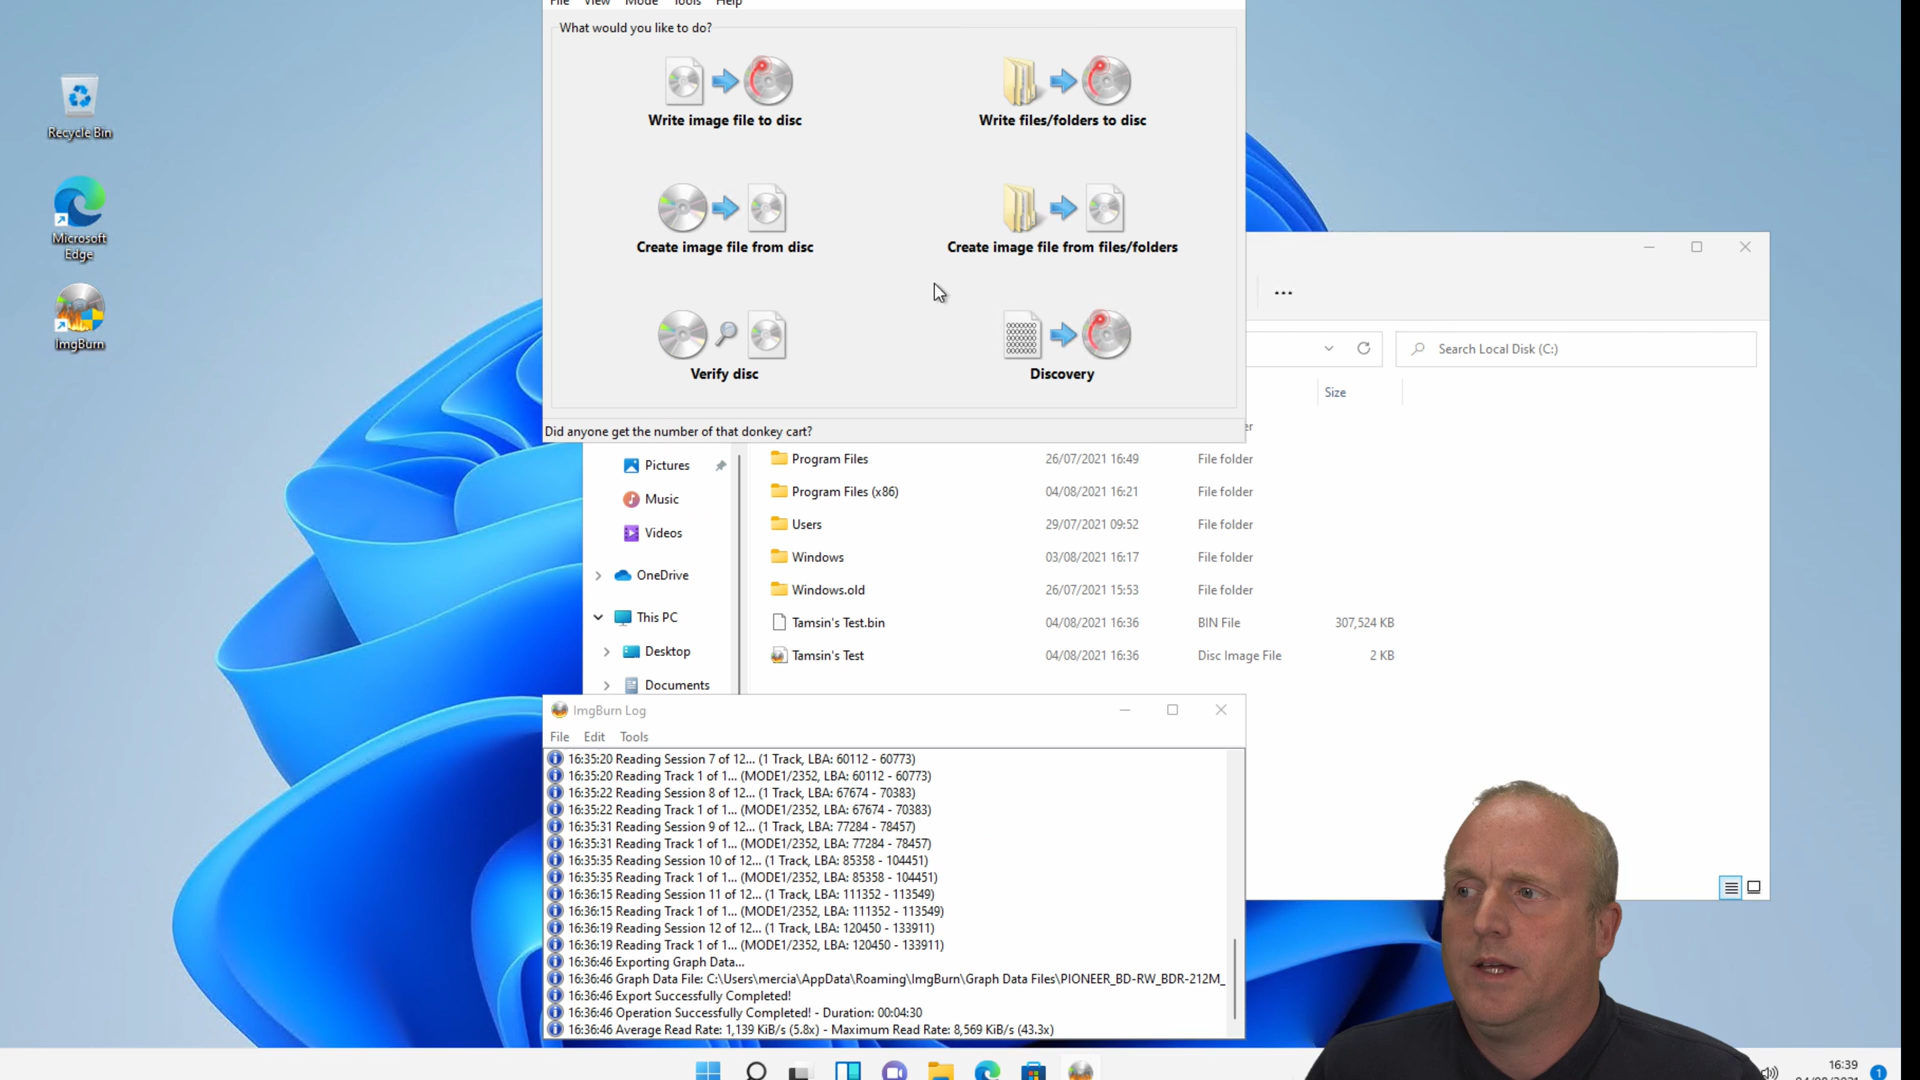 File View Mode Tools Help
What would you like to do?
Write image file to disc
Write files/folders to disc
Create image file from disc
Create image file from files/folders
Verify disc
Discovery
Did anyone get the number of that donkey cart?
Recycle Bin
Microsoft
Edge
ImgBurn
Search Local Disk (C:)
Size
Pictures
Music
Videos
OneDrive
This PC
Desktop
Documents
Program Files 26/07/2021 16:49 File folder
Program Files (x86) 04/08/2021 16:21 File folder
Users 29/07/2021 09:52 File folder
Windows 03/08/2021 16:17 File folder
Windows.old 26/07/2021 15:53 File folder
Tamsin's Test.bin 04/08/2021 16:36 BIN File 307,524 KB
Tamsin's Test 04/08/2021 16:36 Disc Image File 2 KB
ImgBurn Log
File Edit Tools
16:35:20 Reading Session 7 of 12... (1 Track, LBA: 60112 - 60773)
16:35:20 Reading Track 1 of 1... (MODE1/2352, LBA: 60112 - 60773)
16:35:22 Reading Session 8 of 12... (1 Track, LBA: 67674 - 70383)
16:35:22 Reading Track 1 of 1... (MODE1/2352, LBA: 67674 - 70383)
16:35:31 Reading Session 9 of 12... (1 Track, LBA: 77284 - 78457)
16:35:31 Reading Track 1 of 1... (MODE1/2352, LBA: 77284 - 78457)
16:35:35 Reading Session 10 of 12... (1 Track, LBA: 85358 - 104451)
16:35:35 Reading Track 1 of 1... (MODE1/2352, LBA: 85358 - 104451)
16:36:15 Reading Session 11 of 12... (1 Track, LBA: 111352 - 113549)
16:36:15 Reading Track 1 of 1... (MODE1/2352, LBA: 111352 - 113549)
16:36:19 Reading Session 12 of 12... (1 Track, LBA: 120450 - 133911)
16:36:19 Reading Track 1 of 1... (MODE1/2352, LBA: 120450 - 133911)
16:36:46 Exporting Graph Data...
16:36:46 Graph Data File: C:\Users\mercia\AppData\Roaming\ImgBurn\Graph Data Files\PIONEER_BD-RW_BDR-212M_
16:36:46 Export Successfully Completed!
16:36:46 Operation Successfully Completed! - Duration: 00:04:30
16:36:46 Average Read Rate: 1,139 KiB/s (5.8x) - Maximum Read Rate: 8,569 KiB/s (43.3x)
16:39
1